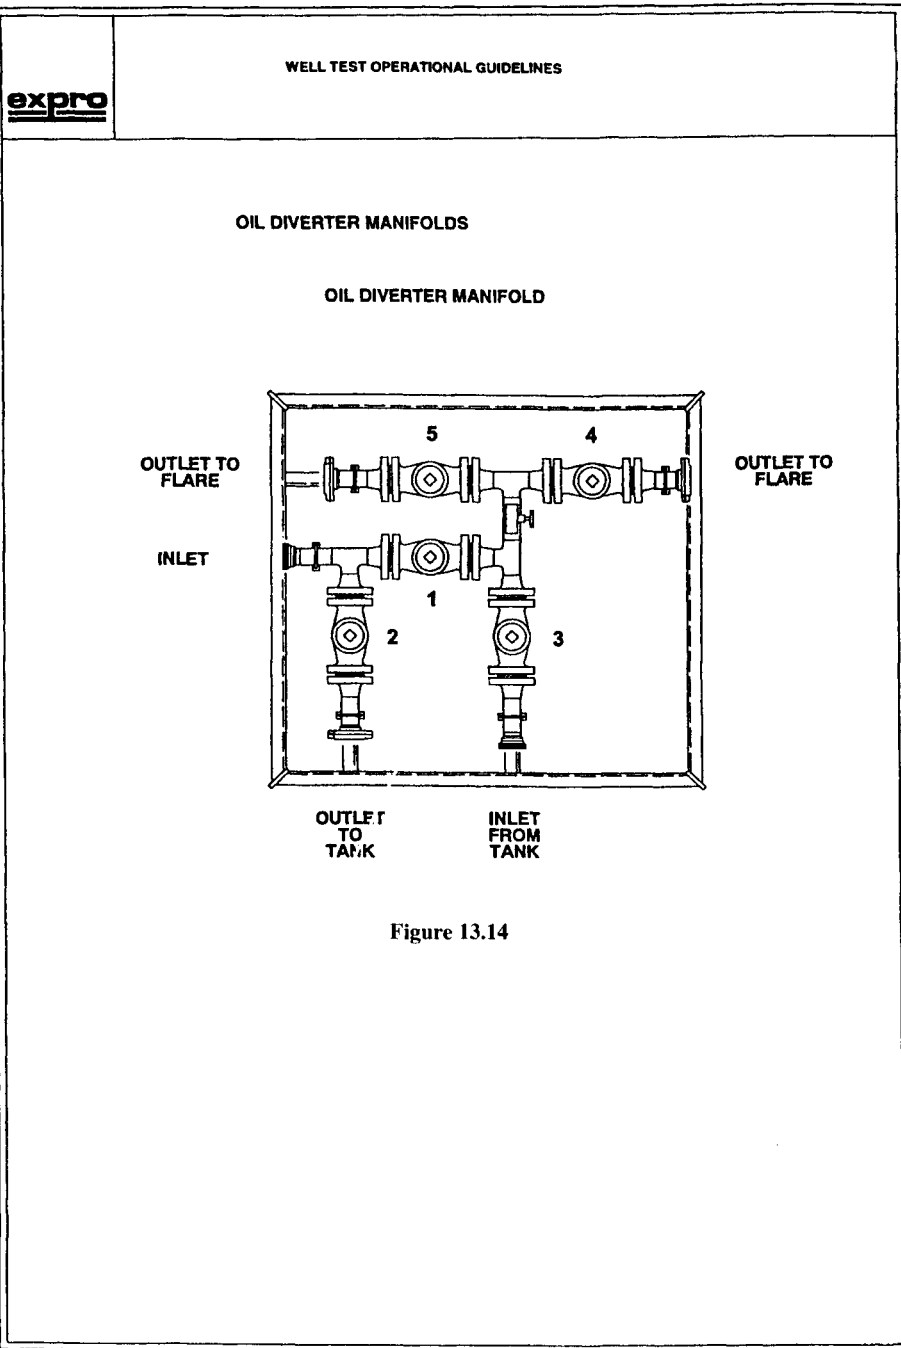 expro
WELL TEST OPERATIONAL GUIDELINES
OIL DIVERTER MANIFOLDS
OIL DIVERTER MANIFOLD
5
4
OUTLET TO
FLARE
OUTLET TO
FLARE
INLET
1
2
3
OUTLET
TO
TANK
INLET
FROM
TANK
Figure 13.14